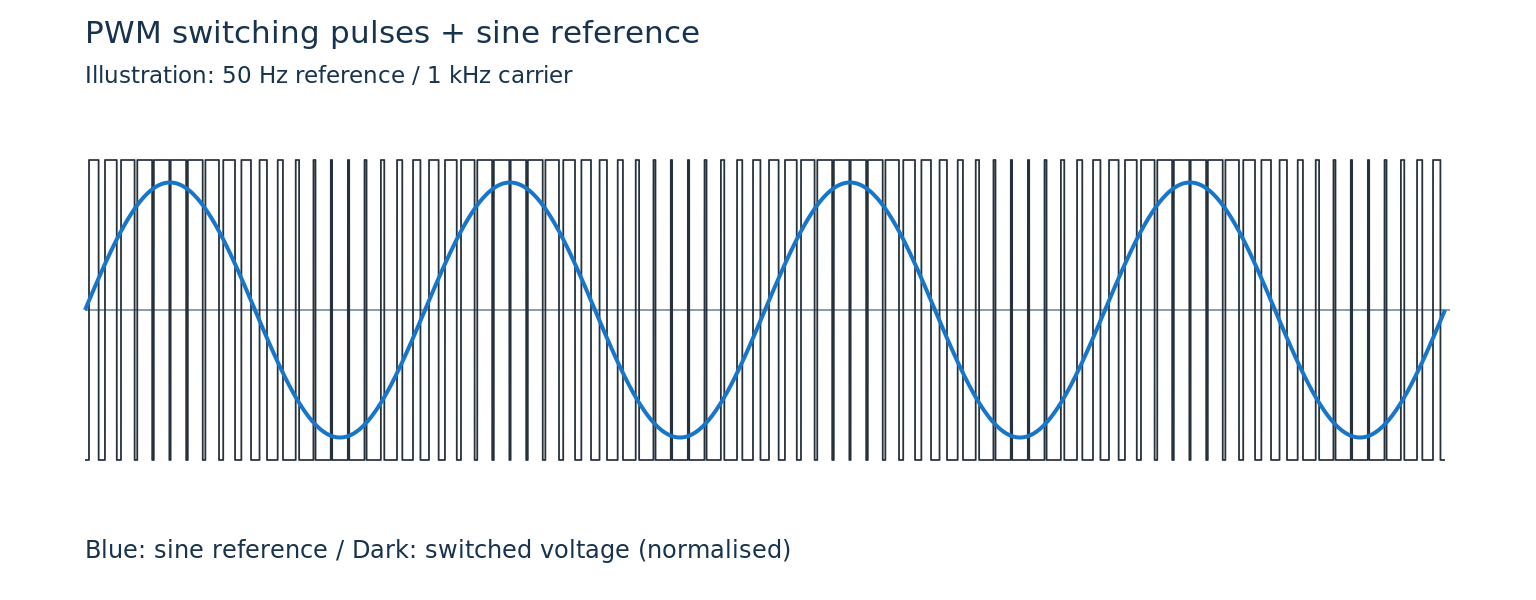 PWM switching pulses + sine reference
Illustration: 50 Hz reference / 1 kHz carrier
Blue: sine reference / Dark: switched voltage (normalised)